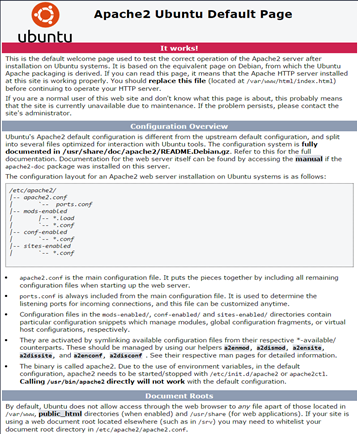 Apache2 Ubuntu Default Page
ubuntu
It works!
This is the default welcome page used to test the correct operation of the Apache2 server after
installation on Ubuntu systems. It is based on the equivalent page on Debian, from which the Ubuntu
Apache packaging is derived. If you can read this page, it means that the Apache HTTP server installed
at this site is working properly. You should replace this file (located at /var/www/html/index.html)
before continuing to operate your HTTP server.
If you are a normal user of this web site and don't know what this page is about, this probably means
that the site is currently unavailable due to maintenance. If the problem persists, please contact the
site's administrator.
Configuration Overview
Ubuntu's Apache2 default configuration is different from the upstream default configuration, and split
into several files optimized for interaction with Ubuntu tools. The configuration system is fully
documented in /usr/share/doc/apache2/README.Debian.gz. Refer to this for the full
documentation. Documentation for the web server itself can be found by accessing the manual if the
apache2-doc package was installed on this server.
The configuration layout for an Apache2 web server installation on Ubuntu systems is as follows:
/etc/apache2/
|-- apache2.conf
|       `--  ports.conf
|-- mods-enabled
|       |-- *.load
|       `-- *.conf
|-- conf-enabled
|       `-- *.conf
|-- sites-enabled
|       `-- *.conf
• apache2.conf is the main configuration file. It puts the pieces together by including all remaining
configuration files when starting up the web server.
• ports.conf is always included from the main configuration file. It is used to determine the
listening ports for incoming connections, and this file can be customized anytime.
• Configuration files in the mods-enabled/, conf-enabled/ and sites-enabled/ directories contain
particular configuration snippets which manage modules, global configuration fragments, or virtual
host configurations, respectively.
• They are activated by symlinking available configuration files from their respective *-available/
counterparts. These should be managed by using our helpers a2enmod, a2dismod, a2ensite,
a2dissite, and a2enconf, a2disconf . See their respective man pages for detailed information.
• The binary is called apache2. Due to the use of environment variables, in the default
configuration, apache2 needs to be started/stopped with /etc/init.d/apache2 or apache2ctl.
Calling /usr/bin/apache2 directly will not work with the default configuration.
Document Roots
By default, Ubuntu does not allow access through the web browser to any file apart of those located in
/var/www, public_html directories (when enabled) and /usr/share (for web applications). If your site is
using a web document root located elsewhere (such as in /srv) you may need to whitelist your
document root directory in /etc/apache2/apache2.conf.